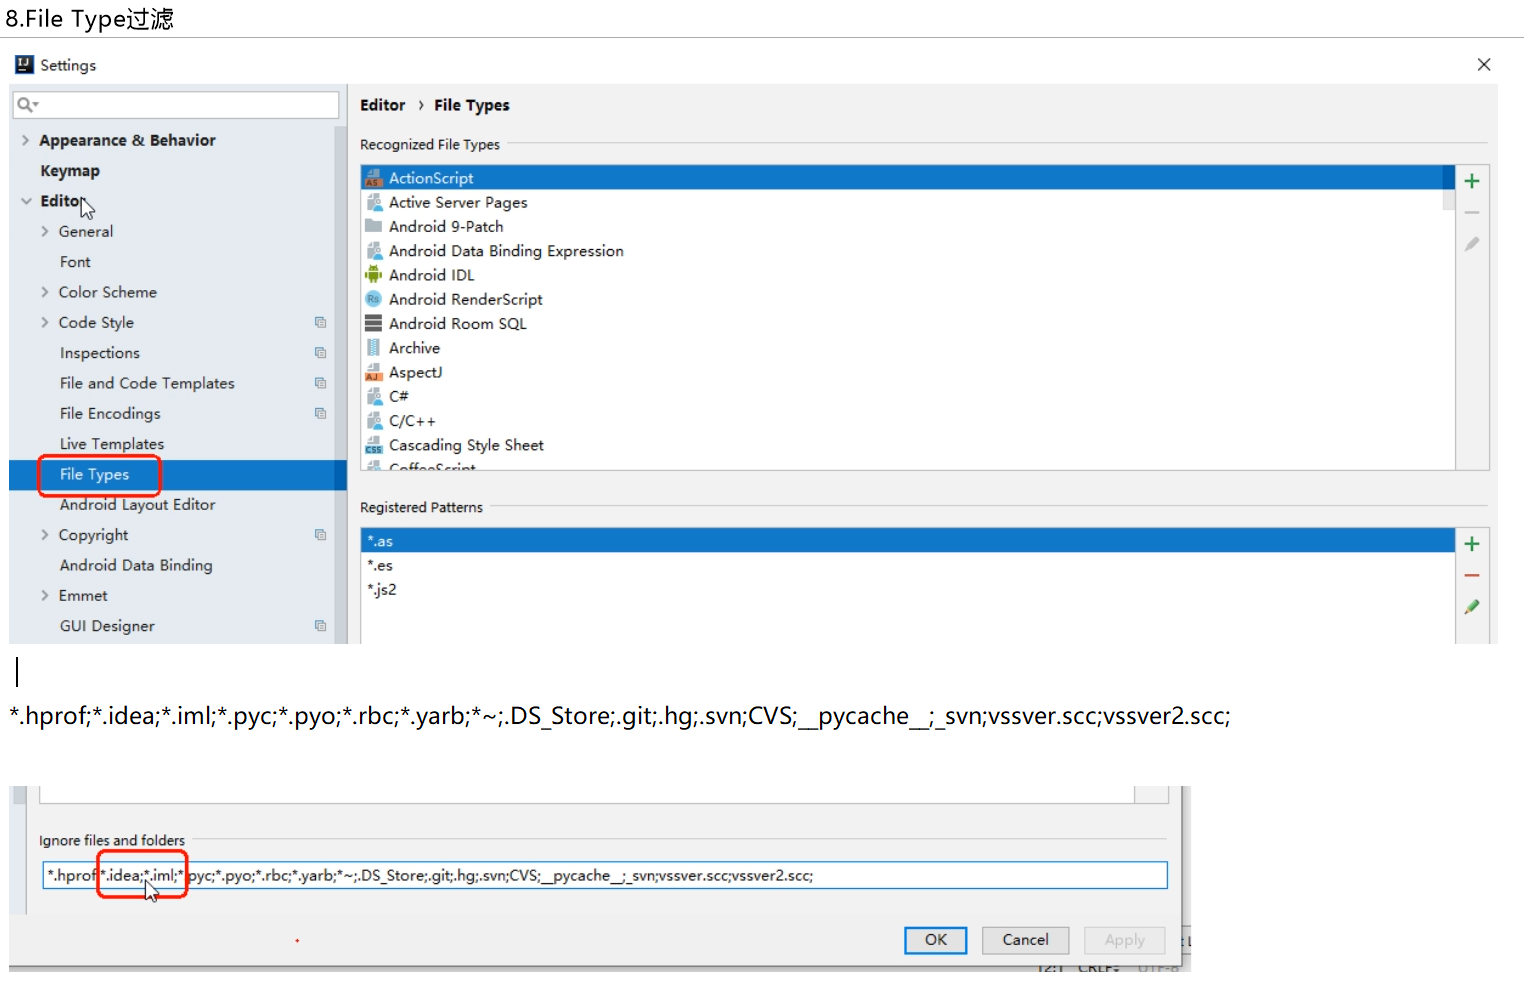 8.File Type过滤
Settings
Editor › File Types
Appearance & Behavior
Keymap
Editor
General
Font
Color Scheme
Code Style
Inspections
File and Code Templates
File Encodings
Live Templates
File Types
Android Layout Editor
Copyright
Android Data Binding
Emmet
GUI Designer
Recognized File Types
ActionScript
Active Server Pages
Android 9-Patch
Android Data Binding Expression
Android IDL
Android RenderScript
Android Room SQL
Archive
AspectJ
C#
C/C++
Cascading Style Sheet
CoffeeScript
Registered Patterns
*.as
*.es
*.js2
*.hprof;*.idea;*.iml;*.pyc;*.pyo;*.rbc;*.yarb;*~;.DS_Store;.git;.hg;.svn;CVS;__pycache__;_svn;vssver.scc;vssver2.scc;
Ignore files and folders
*.hprof;*.idea;*.iml;*.pyc;*.pyo;*.rbc;*.yarb;*~;.DS_Store;.git;.hg;.svn;CVS;__pycache__;_svn;vssver.scc;vssver2.scc;
OK
Cancel
Apply
12:1 CRLF UTF-8